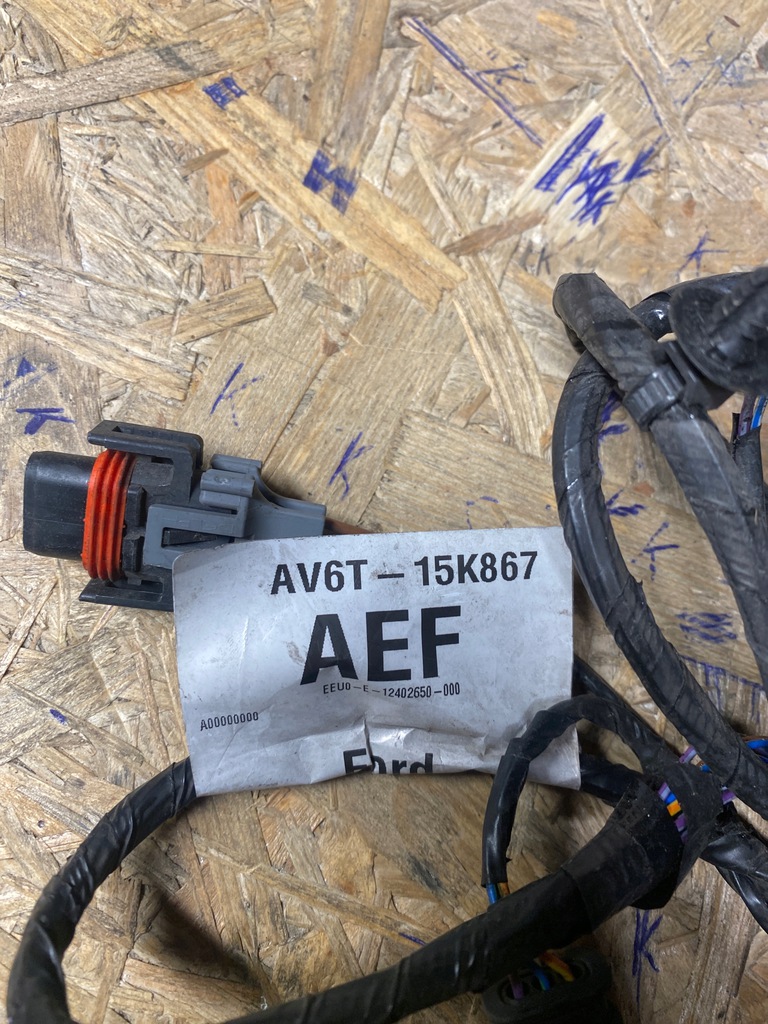 AV6T – 15K867
AEF
EEU0-E-12402650-000
A00000000
Ford